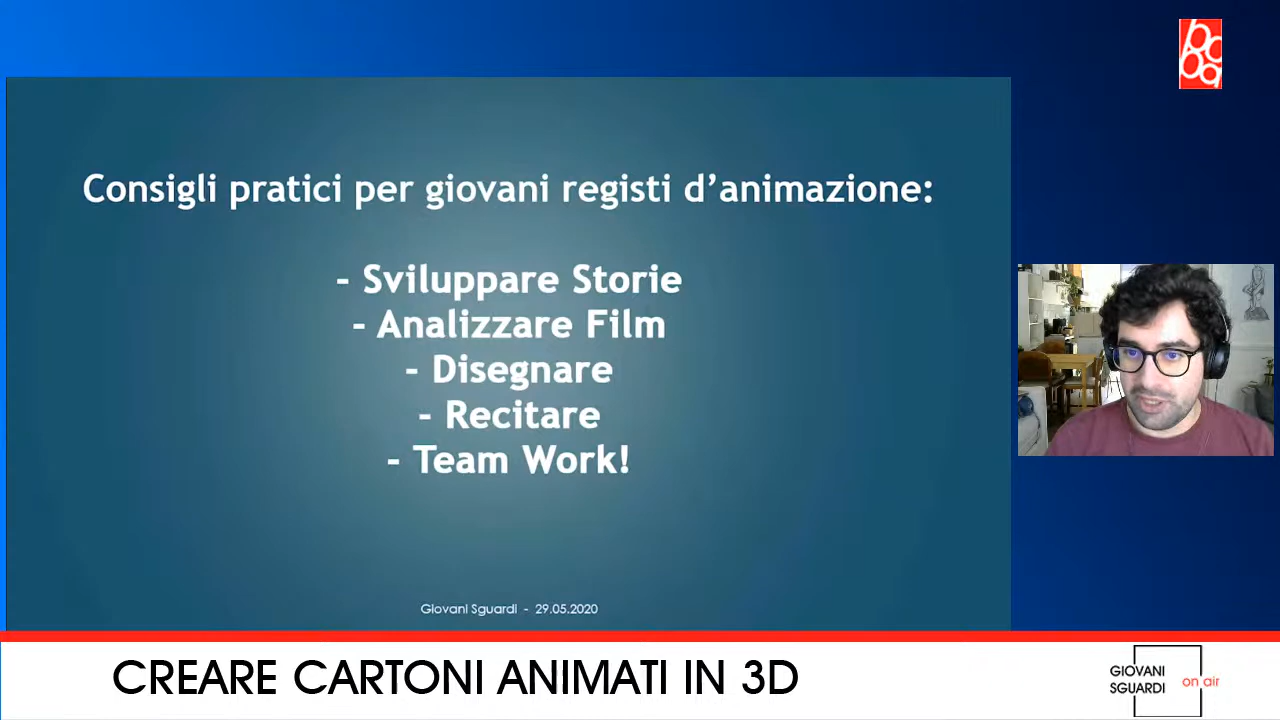 Consigli pratici per giovani registi d’animazione:
- Sviluppare Storie
- Analizzare Film
- Disegnare
- Recitare
- Team Work!
Giovani Sguardi - 29.05.2020
CREARE CARTONI ANIMATI IN 3D
GIOVANI
SGUARDI on air